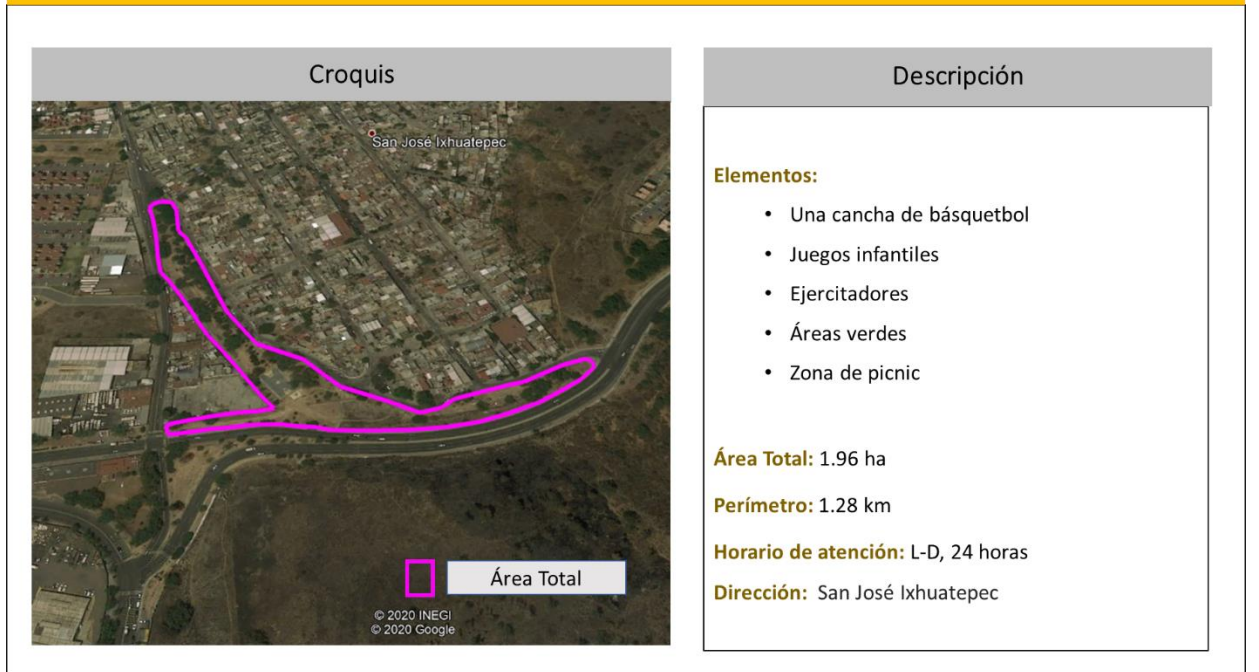 Croquis
San José Ixhuatepec
Área Total
© 2020 INEGI
© 2020 Google
Descripción
Elementos:
• Una cancha de básquetbol
• Juegos infantiles
• Ejercitadores
• Áreas verdes
• Zona de picnic
Área Total: 1.96 ha
Perímetro: 1.28 km
Horario de atención: L-D, 24 horas
Dirección: San José Ixhuatepec